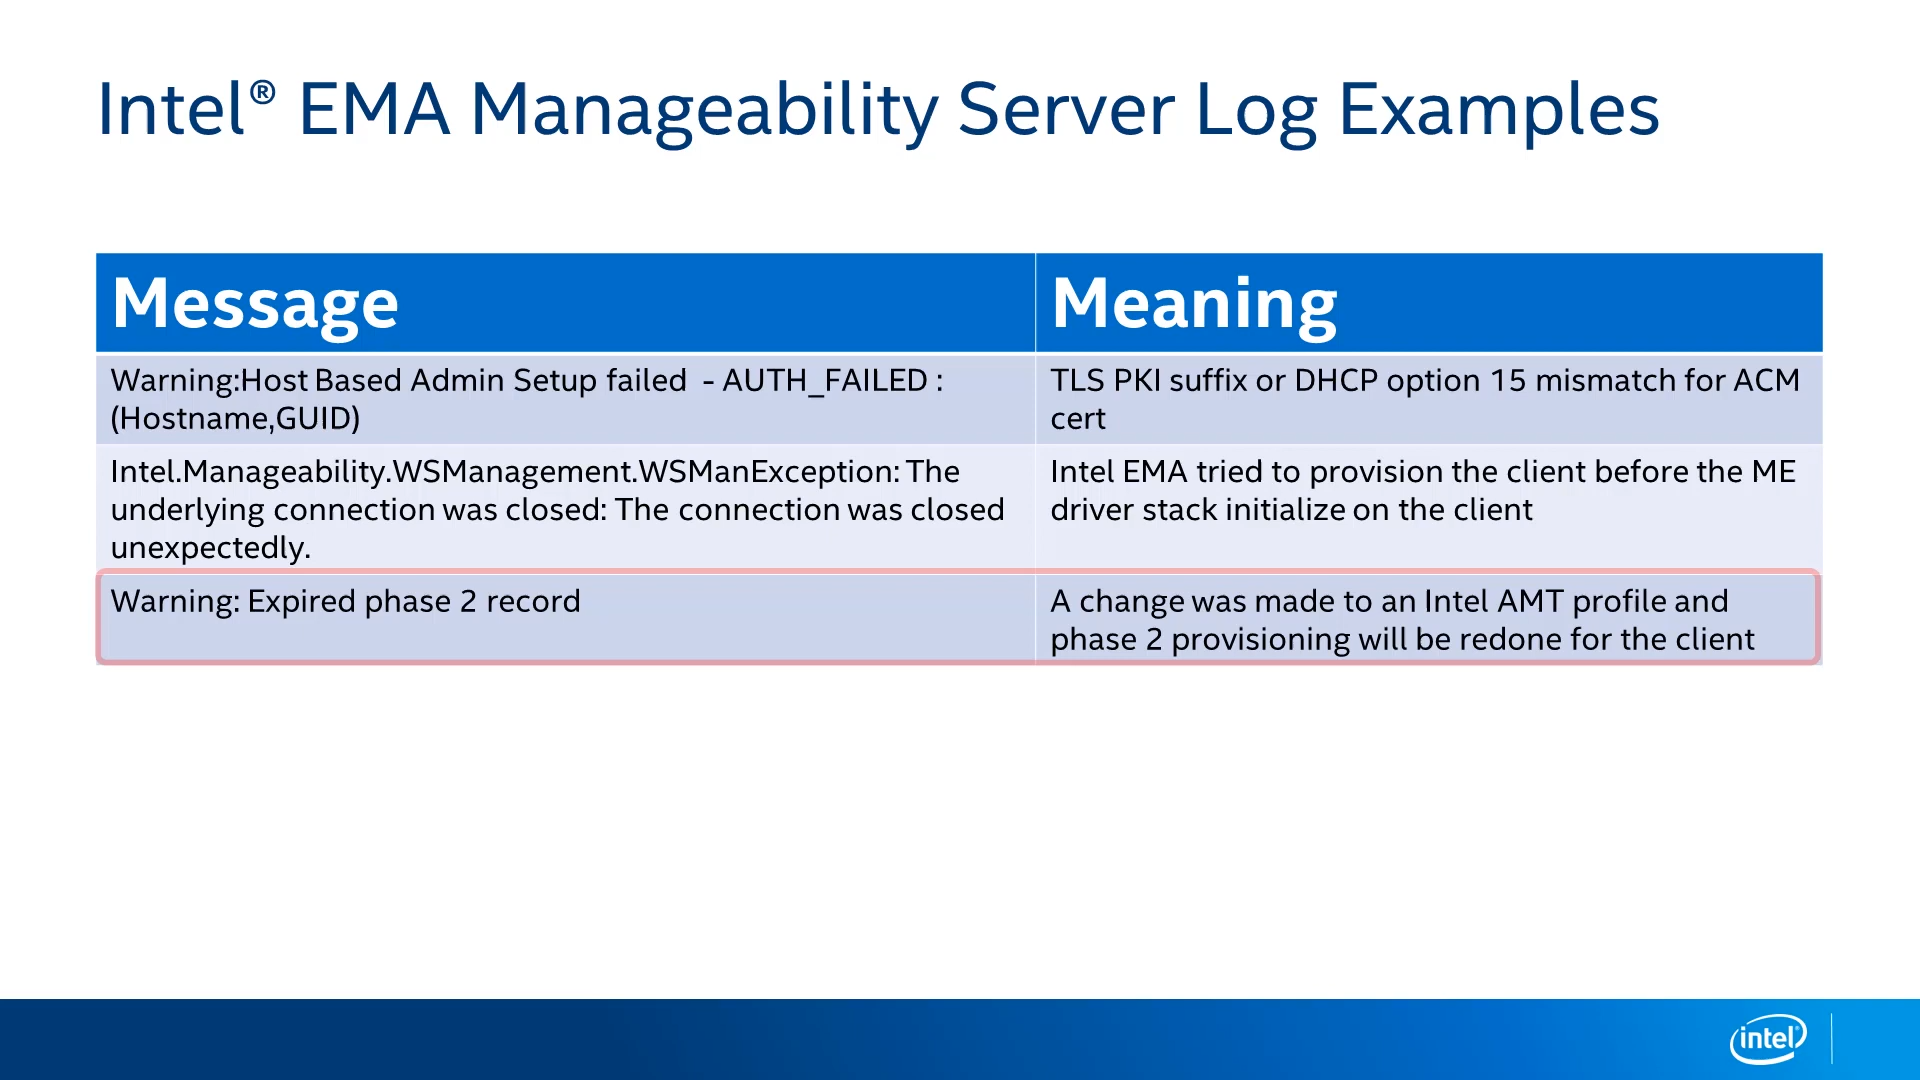 Intel® EMA Manageability Server Log Examples
Message
Meaning
Warning:Host Based Admin Setup failed - AUTH_FAILED :
(Hostname,GUID)
TLS PKI suffix or DHCP option 15 mismatch for ACM
cert
Intel.Manageability.WSManagement.WSManException: The
underlying connection was closed: The connection was closed
unexpectedly.
Intel EMA tried to provision the client before the ME
driver stack initialize on the client
Warning: Expired phase 2 record
A change was made to an Intel AMT profile and
phase 2 provisioning will be redone for the client
intel